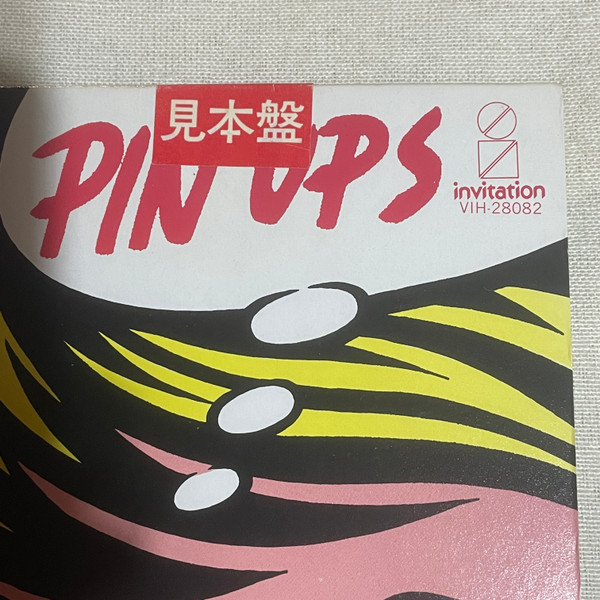 見本盤
PIN UPS
invitation
VIH-28082